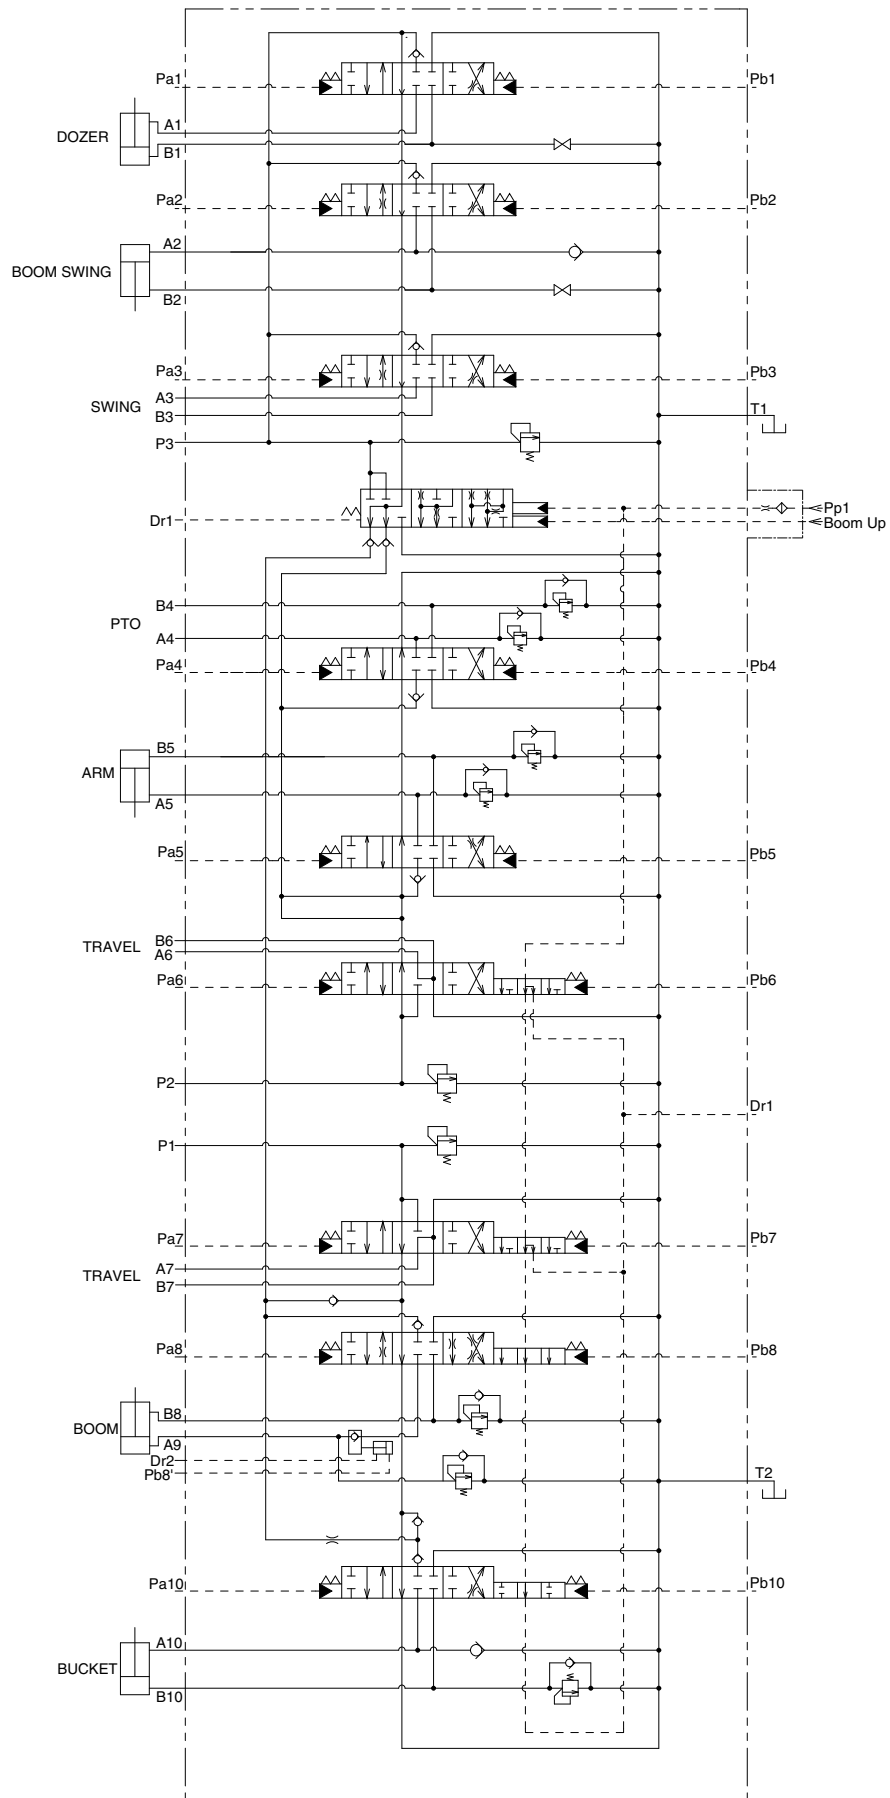 Pa1 Pb1
A1
DOZER
B1
Pa2 Pb2
A2
BOOM SWING
B2
Pa3 Pb3
A3
SWING
B3
T1
P3
Pp1
Dr1
Boom Up
B4
PTO
A4
Pa4 Pb4
B5
ARM
A5
Pa5 Pb5
B6
TRAVEL
A6
Pa6 Pb6
P2
Dr1
P1
Pa7 Pb7
A7
TRAVEL
B7
Pa8 Pb8
B8
BOOM
A9
Dr2
Pb8'
T2
Pa10 Pb10
A10
BUCKET
B10